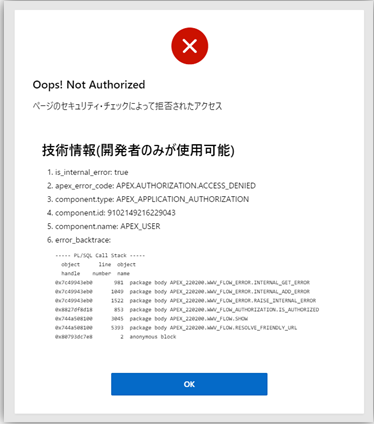 Oops! Not Authorized
ページのセキュリティ・チェックによって拒否されたアクセス
技術情報(開発者のみが使用可能)
1. is_internal_error: true
2. apex_error_code: APEX.AUTHORIZATION.ACCESS_DENIED
3. component.type: APEX_APPLICATION_AUTHORIZATION
4. component.id: 9102149216229043
5. component.name: APEX_USER
6. error_backtrace:
----- PL/SQL Call Stack -----
object line object
handle number name
0x7c49943eb0 981 package body APEX_220200.WWV_FLOW_ERROR.INTERNAL_GET_ERROR
0x7c49943eb0 1049 package body APEX_220200.WWV_FLOW_ERROR.INTERNAL_ADD_ERROR
0x7c49943eb0 1522 package body APEX_220200.WWV_FLOW_ERROR.RAISE_INTERNAL_ERROR
0x8827df8d18 853 package body APEX_220200.WWV_FLOW_AUTHORIZATION.IS_AUTHORIZED
0x744a508100 3045 package body APEX_220200.WWV_FLOW.SHOW
0x744a508100 5393 package body APEX_220200.WWV_FLOW.RESOLVE_FRIENDLY_URL
0x80793dc7e8 2 anonymous block
OK